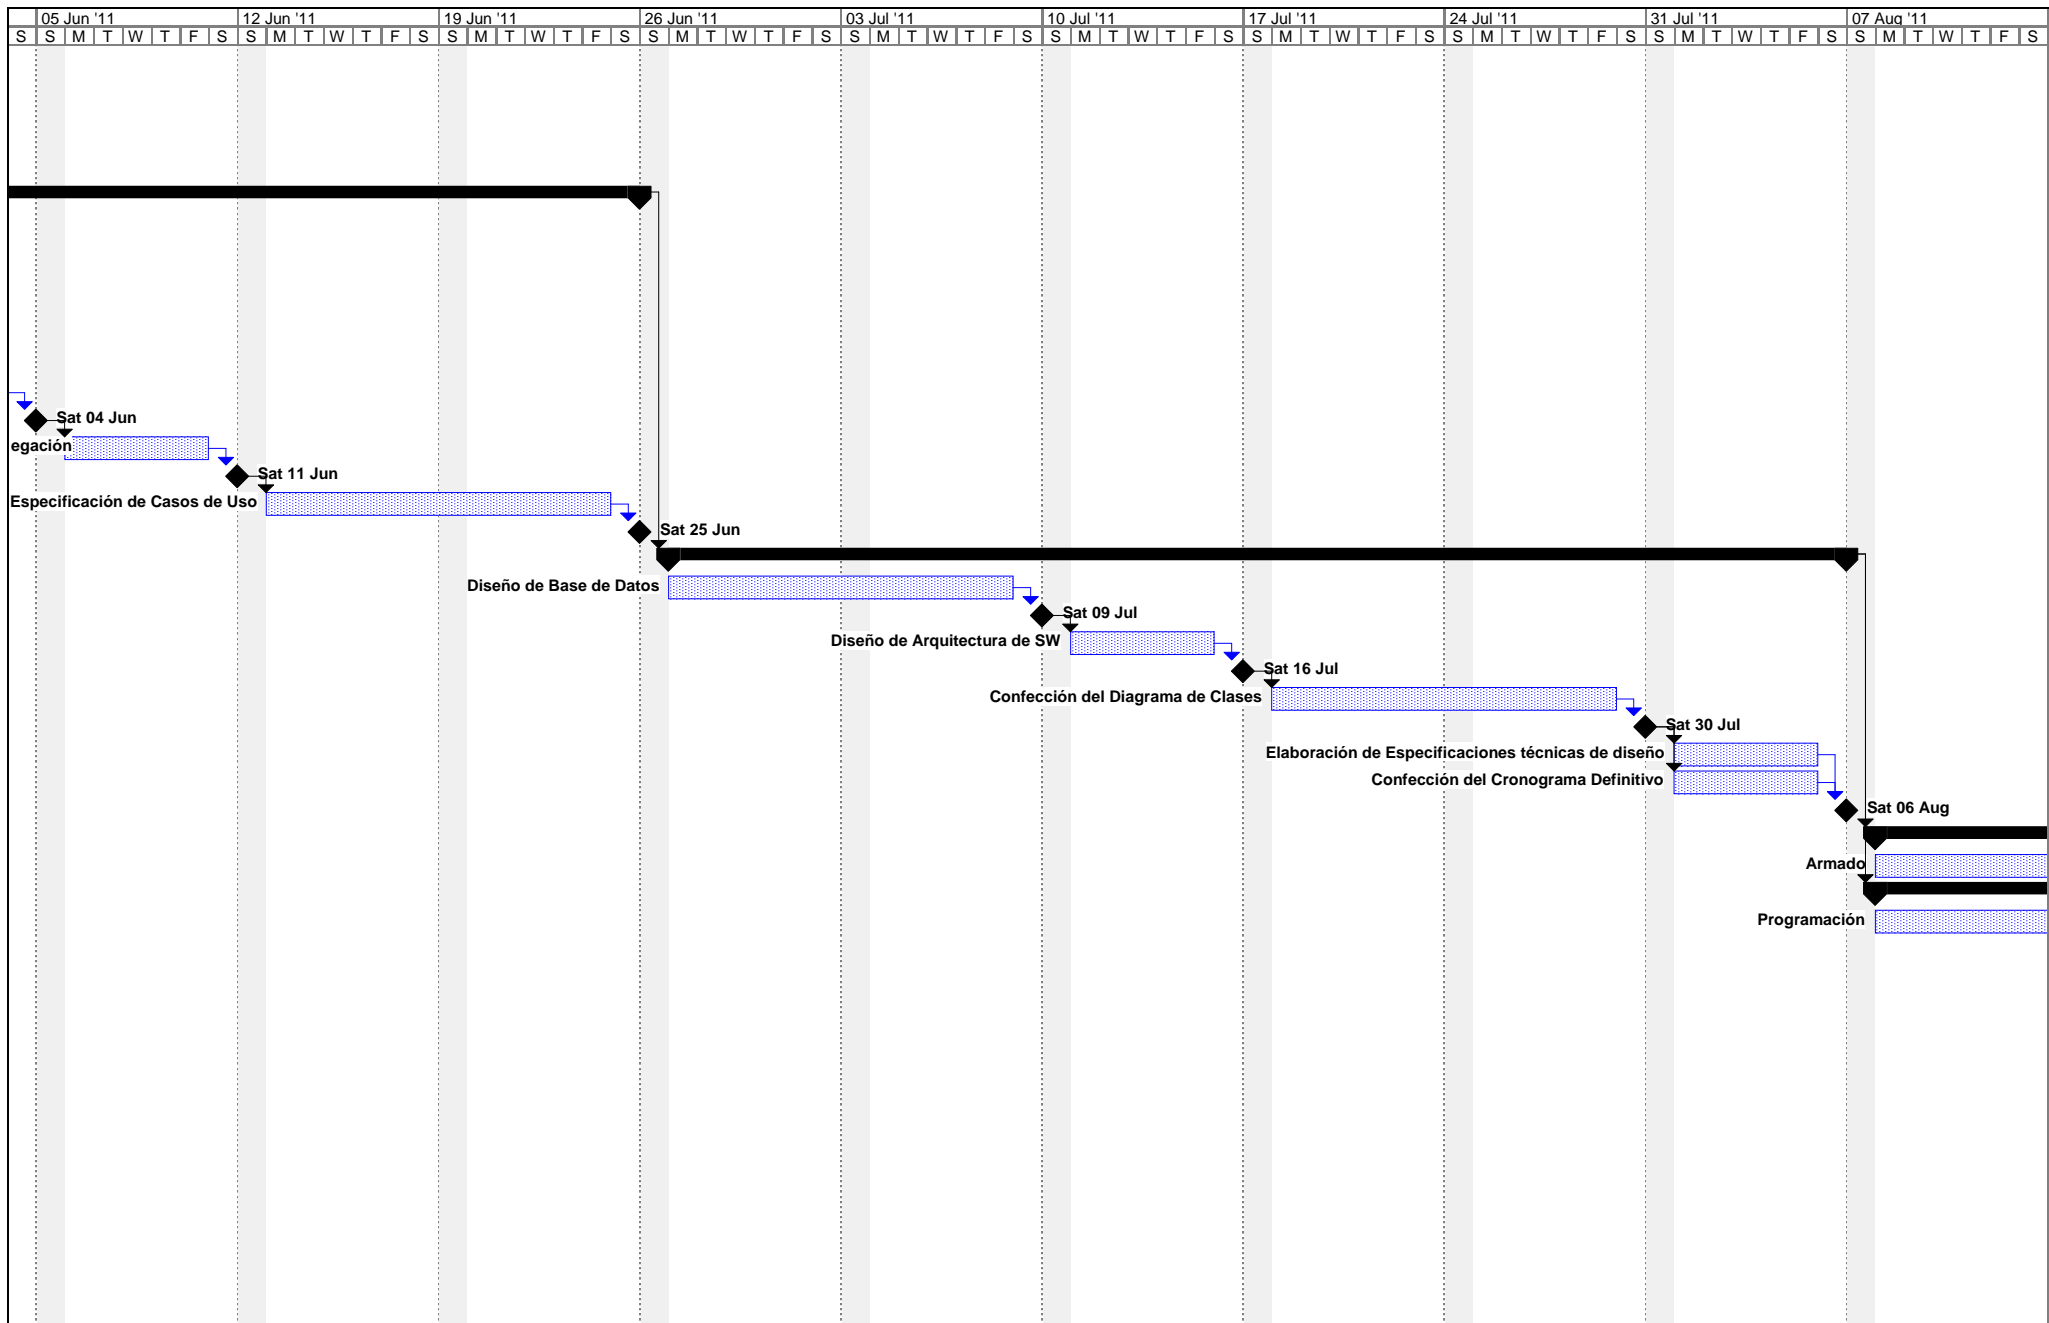 05 Jun '11 12 Jun '11 19 Jun '11 26 Jun '11 03 Jul '11 10 Jul '11 17 Jul '11 24 Jul '11 31 Jul '11 07 Aug '11
S S M T W T F S S M T W T F S S M T W T F S S M T W T F S S M T W T F S S M T W T F S S M T W T F S S M T W T F S S M T W T F S S M T W T F S
Sat 04 Jun
egación
Sat 11 Jun
Especificación de Casos de Uso
Sat 25 Jun
Diseño de Base de Datos
Sat 09 Jul
Diseño de Arquitectura de SW
Sat 16 Jul
Confección del Diagrama de Clases
Sat 30 Jul
Elaboración de Especificaciones técnicas de diseño
Confección del Cronograma Definitivo
Sat 06 Aug
Armado
Programación